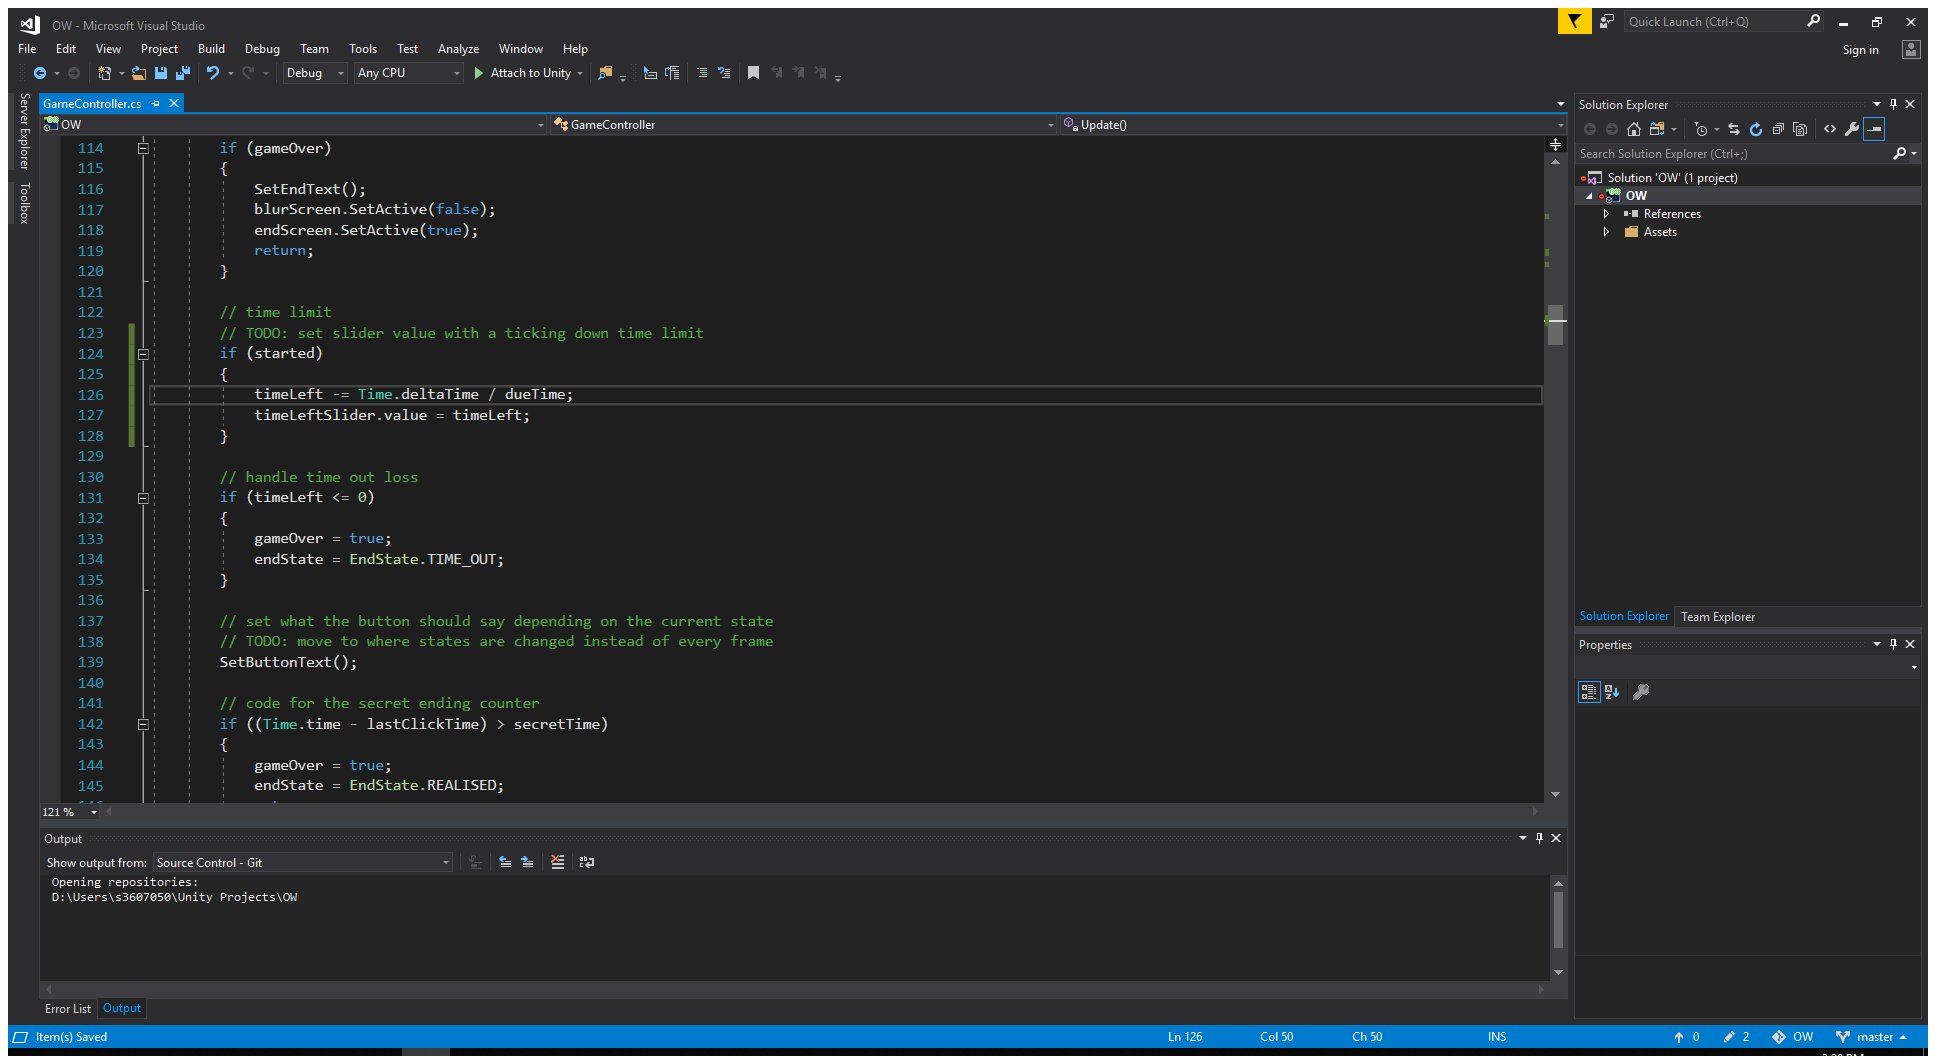 OW - Microsoft Visual Studio
Quick Launch (Ctrl+Q)
File Edit View Project Build Debug Team Tools Test Analyze Window Help
Sign in
Debug Any CPU Attach to Unity
Server Explorer
Toolbox
GameController.cs
OW GameController Update()
114 if (gameOver)
115 {
116 SetEndText();
117 blurScreen.SetActive(false);
118 endScreen.SetActive(true);
119 return;
120 }
121
122 // time limit
123 // TODO: set slider value with a ticking down time limit
124 if (started)
125 {
126 timeLeft -= Time.deltaTime / dueTime;
127 timeLeftSlider.value = timeLeft;
128 }
129
130 // handle time out loss
131 if (timeLeft <= 0)
132 {
133 gameOver = true;
134 endState = EndState.TIME_OUT;
135 }
136
137 // set what the button should say depending on the current state
138 // TODO: move to where states are changed instead of every frame
139 SetButtonText();
140
141 // code for the secret ending counter
142 if ((Time.time - lastClickTime) > secretTime)
143 {
144 gameOver = true;
145 endState = EndState.REALISED;
121 %
Output
Show output from: Source Control - Git
Opening repositories:
D:\Users\s3607050\Unity Projects\OW
Error List Output
Solution Explorer
Search Solution Explorer (Ctrl+;)
Solution 'OW' (1 project)
OW
References
Assets
Solution Explorer Team Explorer
Properties
Item(s) Saved Ln 126 Col 50 Ch 50 INS 0 2 OW master